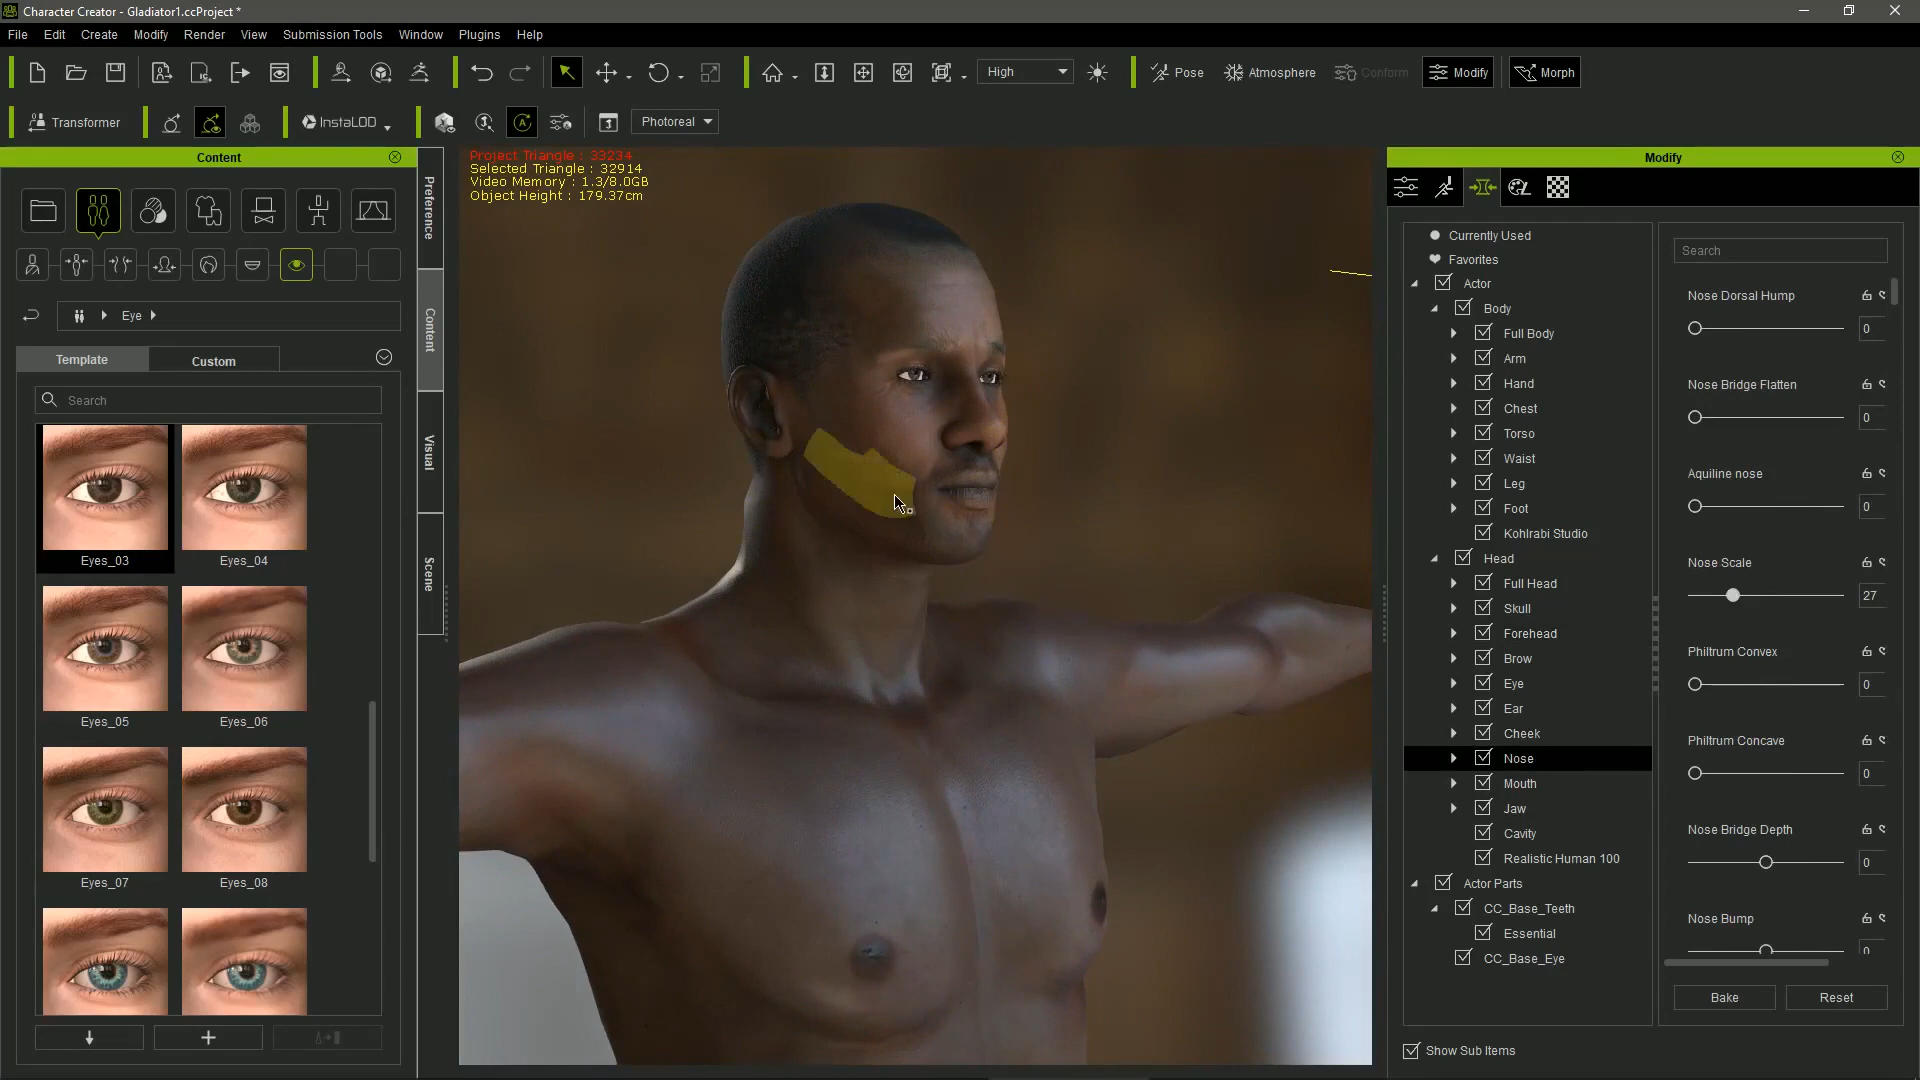 Character Creator - Gladiator1.ccProject *
File Edit Create Modify Render View Submission Tools Window Plugins Help
High Pose Atmosphere Conform Modify Morph
Transformer InstaLOD Photoreal
Content
Modify
Project Triangle : 33234
Selected Triangle : 32914
Video Memory : 1.3/8.0GB
Object Height : 179.37cm
Preference
Content
Visual
Scene
Eye
Template Custom
Search
Eyes_03 Eyes_04
Eyes_05 Eyes_06
Eyes_07 Eyes_08
Currently Used
Favorites
Actor
Body
Full Body
Arm
Hand
Chest
Torso
Waist
Leg
Foot
Kohlrabi Studio
Head
Full Head
Skull
Forehead
Brow
Eye
Ear
Cheek
Nose
Mouth
Jaw
Cavity
Realistic Human 100
Actor Parts
CC_Base_Teeth
Essential
CC_Base_Eye
Show Sub Items
Search
Nose Dorsal Hump
0
Nose Bridge Flatten
0
Aquiline nose
0
Nose Scale
27
Philtrum Convex
0
Philtrum Concave
0
Nose Bridge Depth
0
Nose Bump
0
Bake Reset